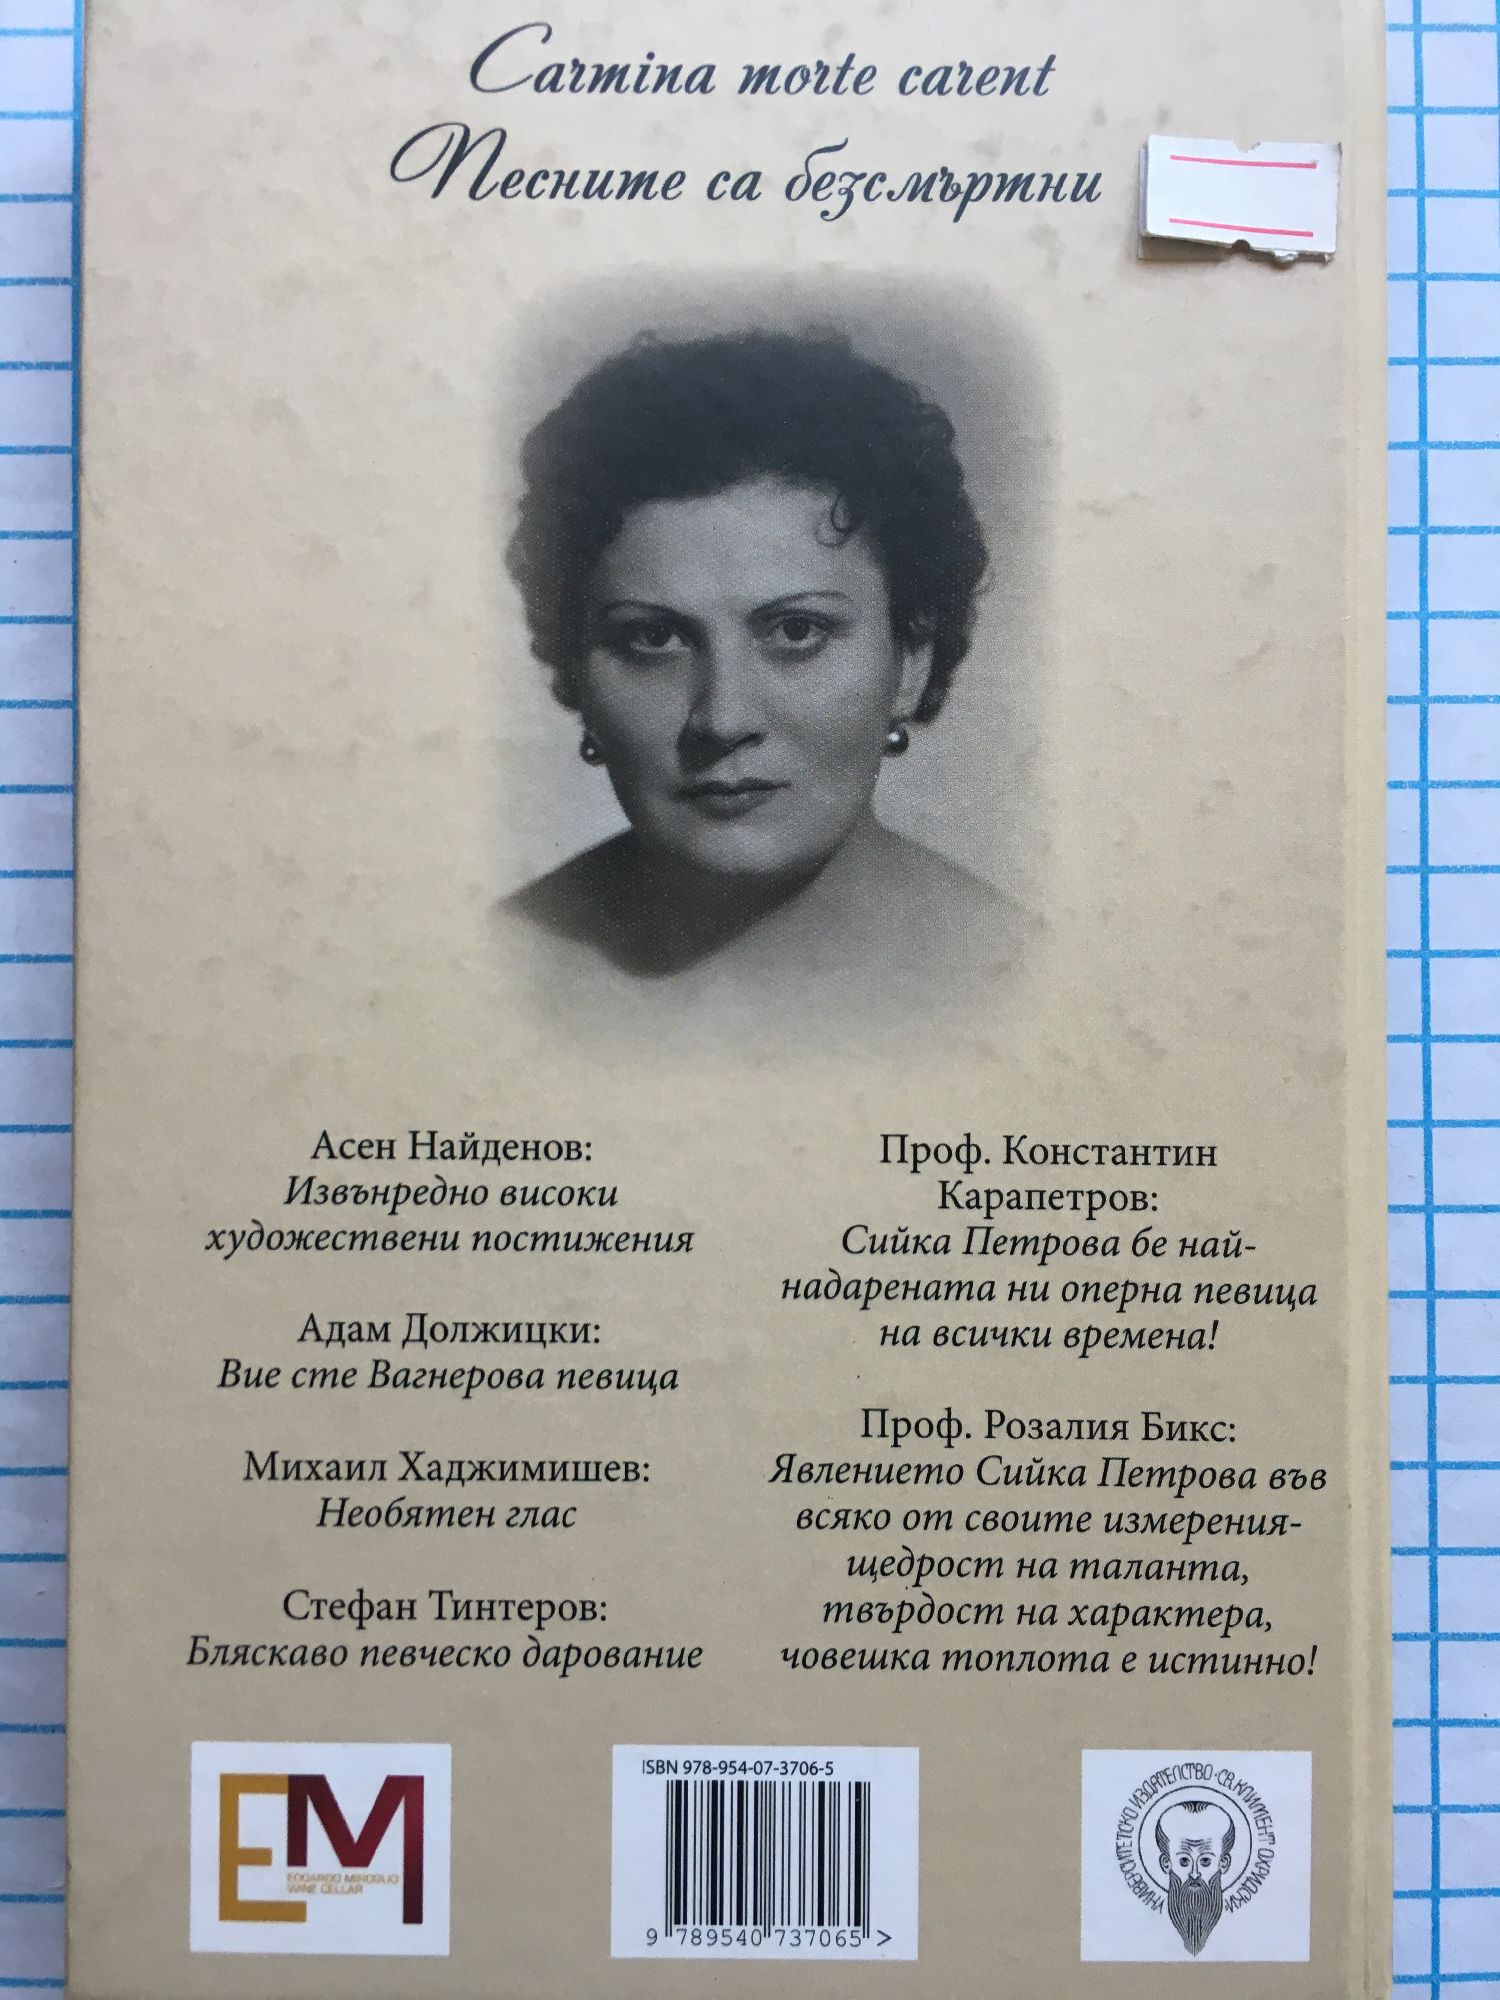 Carmina morte carent
Песните са безсмъртни
Асен Найденов:
Извънредно високи
художествени постижения
Адам Должицки:
Вие сте Вагнерова певица
Михаил Хаджимишев:
Необятен глас
Стефан Тинтеров:
Бляскаво певческо дарование
Проф. Константин
Карапетров:
Сийка Петрова бе най-
надарената ни оперна певица
на всички времена!
Проф. Розалия Бикс:
Явлението Сийка Петрова във
всяко от своите измерения-
щедрост на таланта,
твърдост на характера,
човешка топлота е истинно!
EM
EDOARDO MIROGLIO
WINE CELLAR
ISBN 978-954-07-3706-5
9 789540 737065 >
УНИВЕРСИТЕТСКО ИЗДАТЕЛСТВО · СВ. КЛИМЕНТ ОХРИДСКИ ·